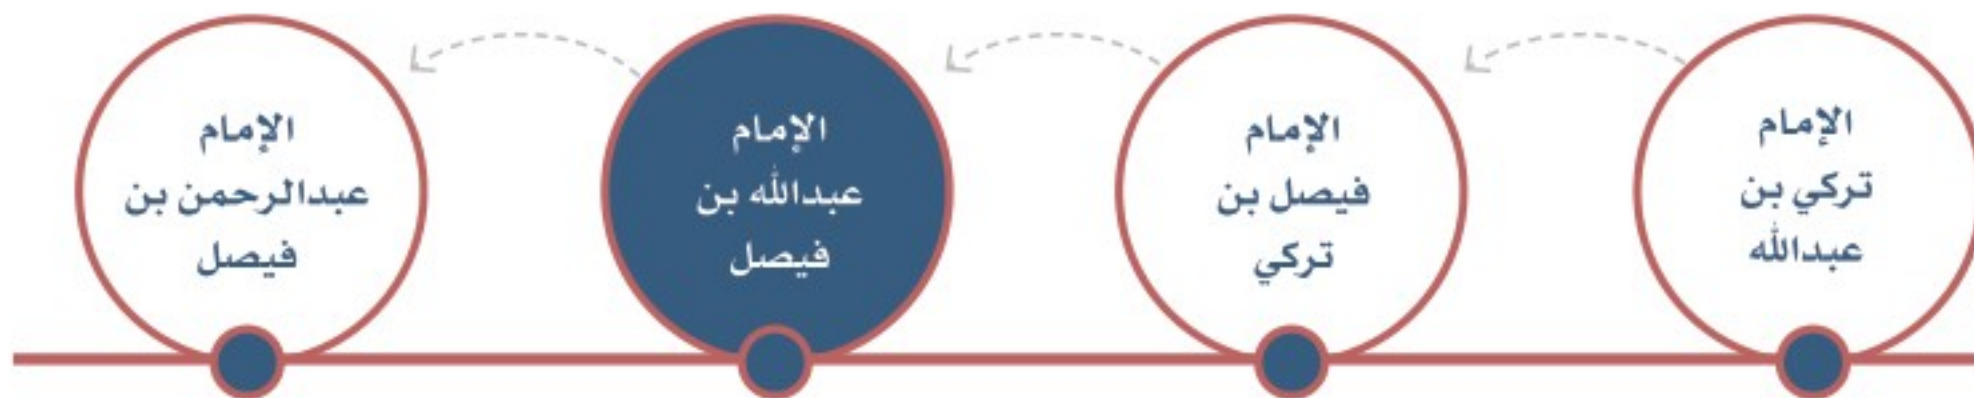 الإمام
تركي بن
عبدالله
الإمام
فيصل بن
تركي
الإمام
عبدالله بن
فيصل
الإمام
عبدالرحمن بن
فيصل